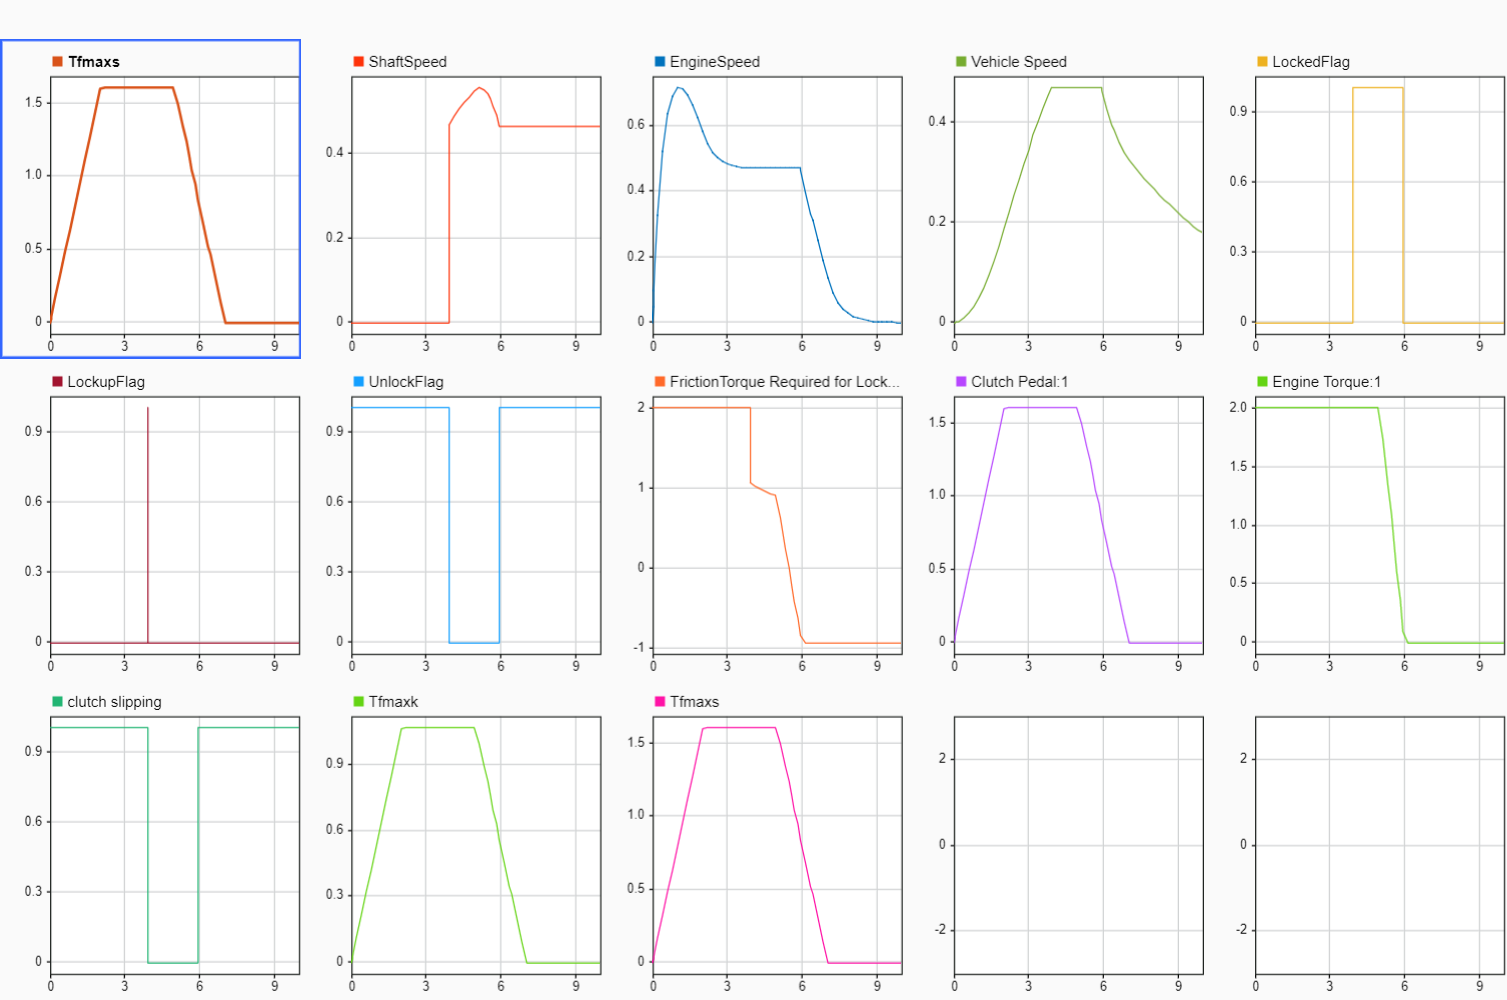 Tfmaxs
ShaftSpeed
EngineSpeed
Vehicle Speed
LockedFlag
1.5
1.0
0.5
0
0 3 6 9
0.4
0.2
0
0 3 6 9
0.6
0.4
0.2
0
0 3 6 9
0.4
0.2
0
0 3 6 9
0.9
0.6
0.3
0
0 3 6 9
LockupFlag
UnlockFlag
FrictionTorque Required for Lock...
Clutch Pedal:1
Engine Torque:1
0.9
0.6
0.3
0
0 3 6 9
0.9
0.6
0.3
0
0 3 6 9
2
1
0
-1
0 3 6 9
1.5
1.0
0.5
0
0 3 6 9
2.0
1.5
1.0
0.5
0
0 3 6 9
clutch slipping
Tfmaxk
Tfmaxs
0.9
0.6
0.3
0
0 3 6 9
0.9
0.6
0.3
0
0 3 6 9
1.5
1.0
0.5
0
0 3 6 9
2
0
-2
0 3 6 9
2
0
-2
0 3 6 9